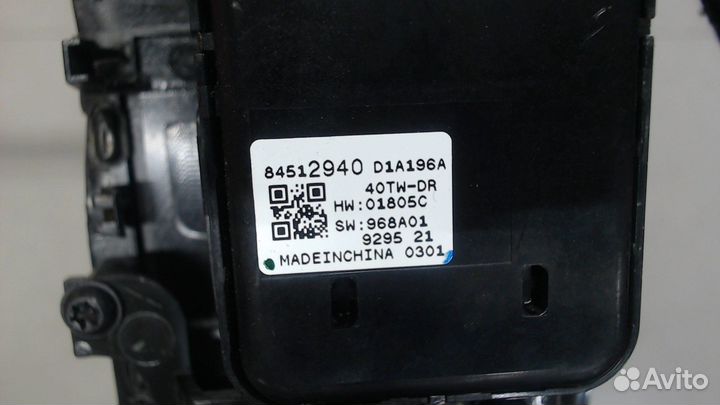 84512940 D1A196A
40TW-DR
HW:01805C
SW:968A01
9295 21
MADEINCHINA 0301
Avito